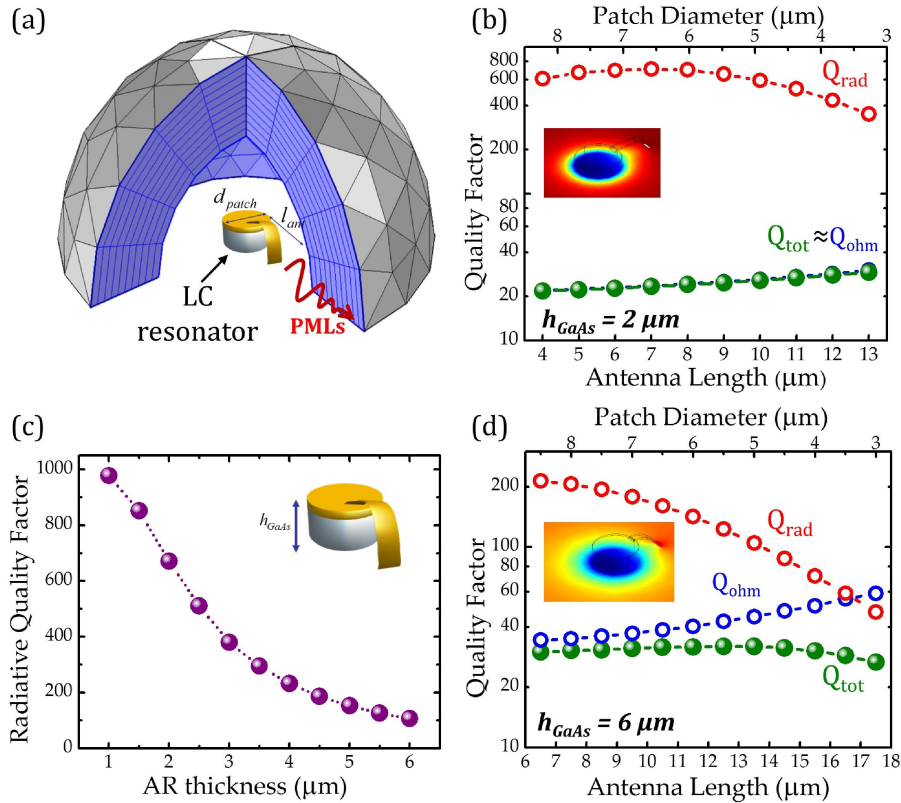 (a)
d_patch
l_ant
LC
resonator
PMLs
(b)
Patch Diameter (μm)
8 7 6 5 4 3
800
600
400
200
80
60
40
20
10
Quality Factor
Q_rad
Q_tot ≈ Q_ohm
h_GaAs = 2 μm
4 5 6 7 8 9 10 11 12 13
Antenna Length (μm)
(c)
1000
800
600
400
200
0
Radiative Quality Factor
h_GaAs
1 2 3 4 5 6
AR thickness (μm)
(d)
Patch Diameter (μm)
8 7 6 5 4 3
200
100
80
60
40
20
10
Quality Factor
Q_rad
Q_ohm
Q_tot
h_GaAs = 6 μm
6 7 8 9 10 11 12 13 14 15 16 17 18
Antenna Length (μm)